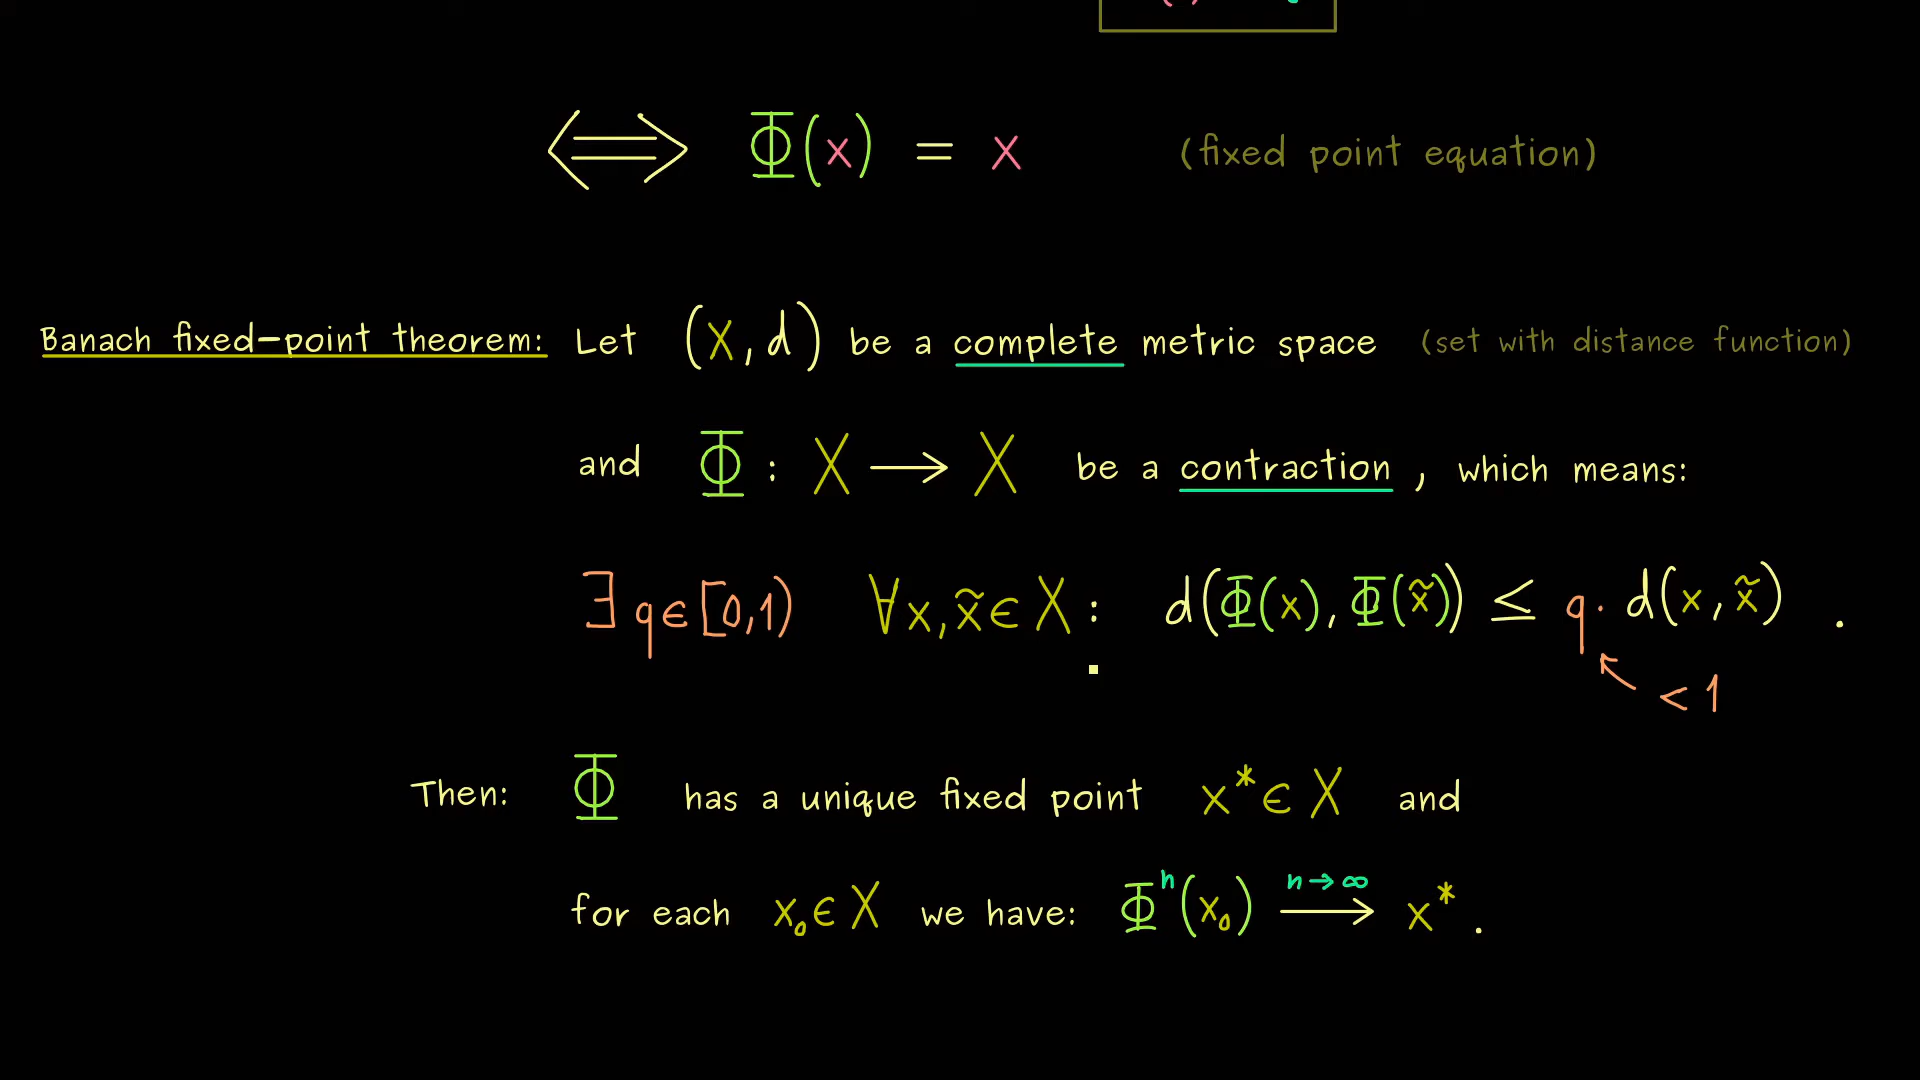 ⟺ Φ(x) = x (fixed point equation)
Banach fixed-point theorem: Let (X, d) be a complete metric space (set with distance function)
and Φ : X ⟶ X be a contraction , which means:
∃ q ∈ [0,1) ∀ x, x̃ ∈ X : d(Φ(x), Φ(x̃)) ≤ q · d(x, x̃) .
< 1
Then: Φ has a unique fixed point x* ∈ X and
for each x₀ ∈ X we have: Φⁿ(x₀) ⟶ x* .
n → ∞